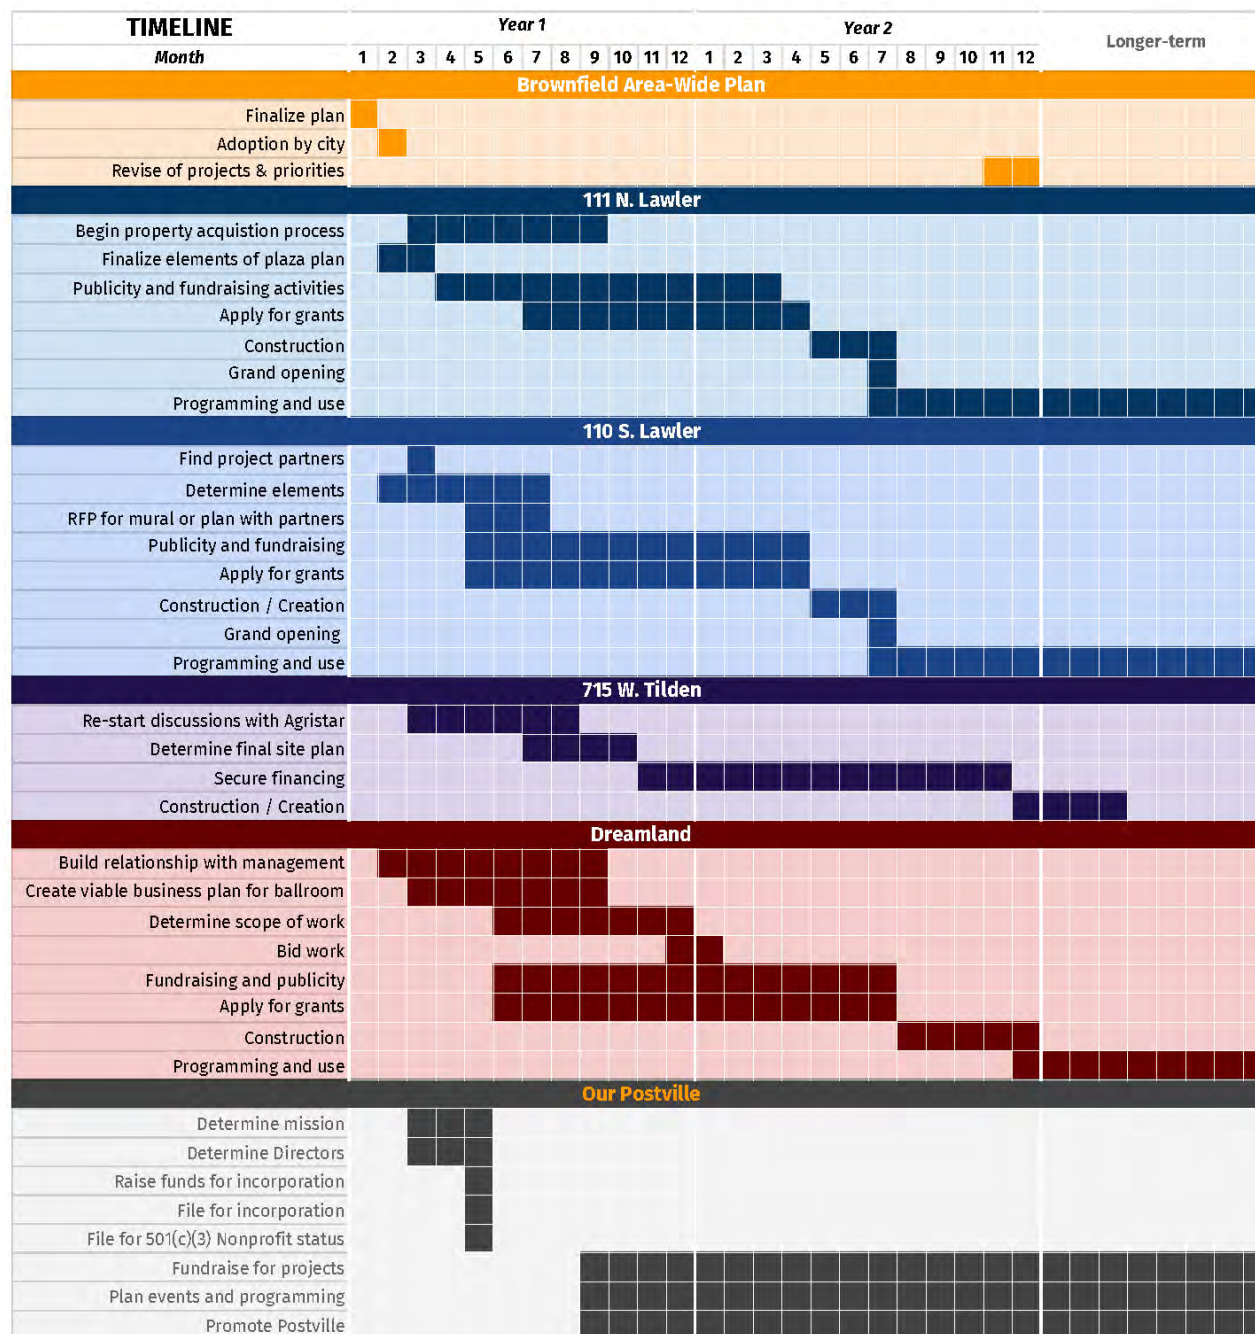 TIMELINE Year 1 Year 2 Longer-term
Month 1 2 3 4 5 6 7 8 9 10 11 12 1 2 3 4 5 6 7 8 9 10 11 12
Brownfield Area-Wide Plan
Finalize plan
Adoption by city
Revise of projects & priorities
111 N. Lawler
Begin property acquistion process
Finalize elements of plaza plan
Publicity and fundraising activities
Apply for grants
Construction
Grand opening
Programming and use
110 S. Lawler
Find project partners
Determine elements
RFP for mural or plan with partners
Publicity and fundraising
Apply for grants
Construction / Creation
Grand opening
Programming and use
715 W. Tilden
Re-start discussions with Agristar
Determine final site plan
Secure financing
Construction / Creation
Dreamland
Build relationship with management
Create viable business plan for ballroom
Determine scope of work
Bid work
Fundraising and publicity
Apply for grants
Construction
Programming and use
Our Postville
Determine mission
Determine Directors
Raise funds for incorporation
File for incorporation
File for 501(c)(3) Nonprofit status
Fundraise for projects
Plan events and programming
Promote Postville